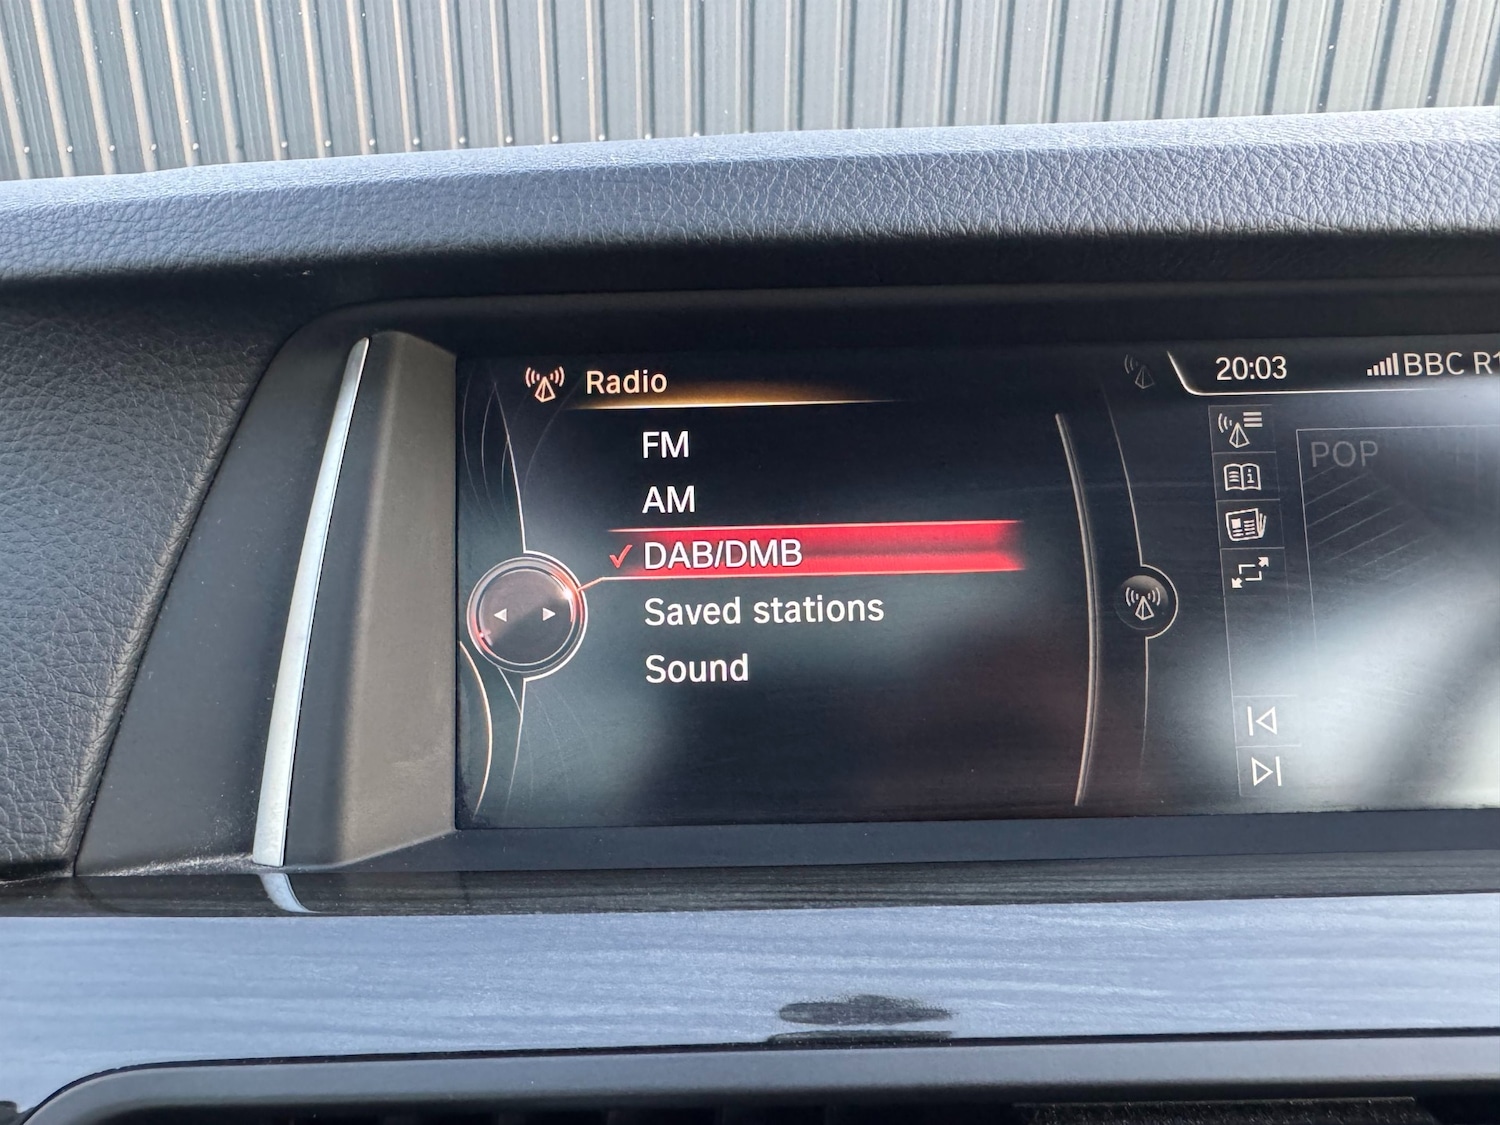 Radio
20:03
BBC R1
FM
AM
DAB/DMB
Saved stations
Sound
POP